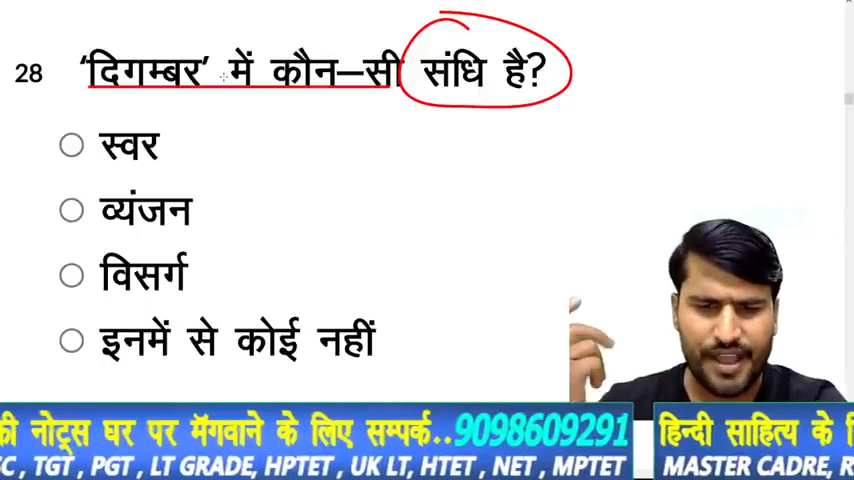 28 'दिगम्बर' में कौन–सी संधि है?
स्वर
व्यंजन
विसर्ग
इनमें से कोई नहीं
की नोट्स घर पर मॅगवाने के लिए सम्पर्क..9098609291 हिन्दी साहित्य के
, TGT , PGT , LT GRADE, HPTET , UK LT, HTET , NET , MPTET MASTER CADRE,